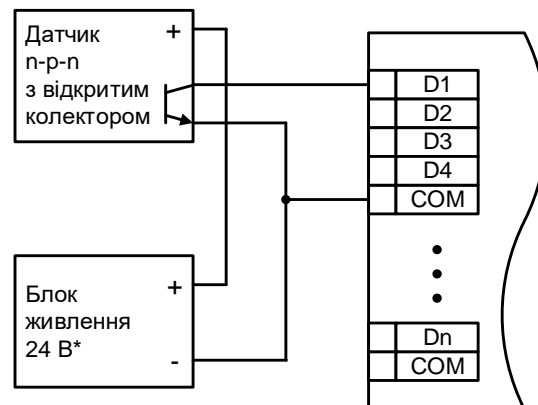 Датчик
n-p-n
з відкритим
колектором
+
D1
D2
D3
D4
COM
Блок
живлення
24 В*
+
-
Dn
COM